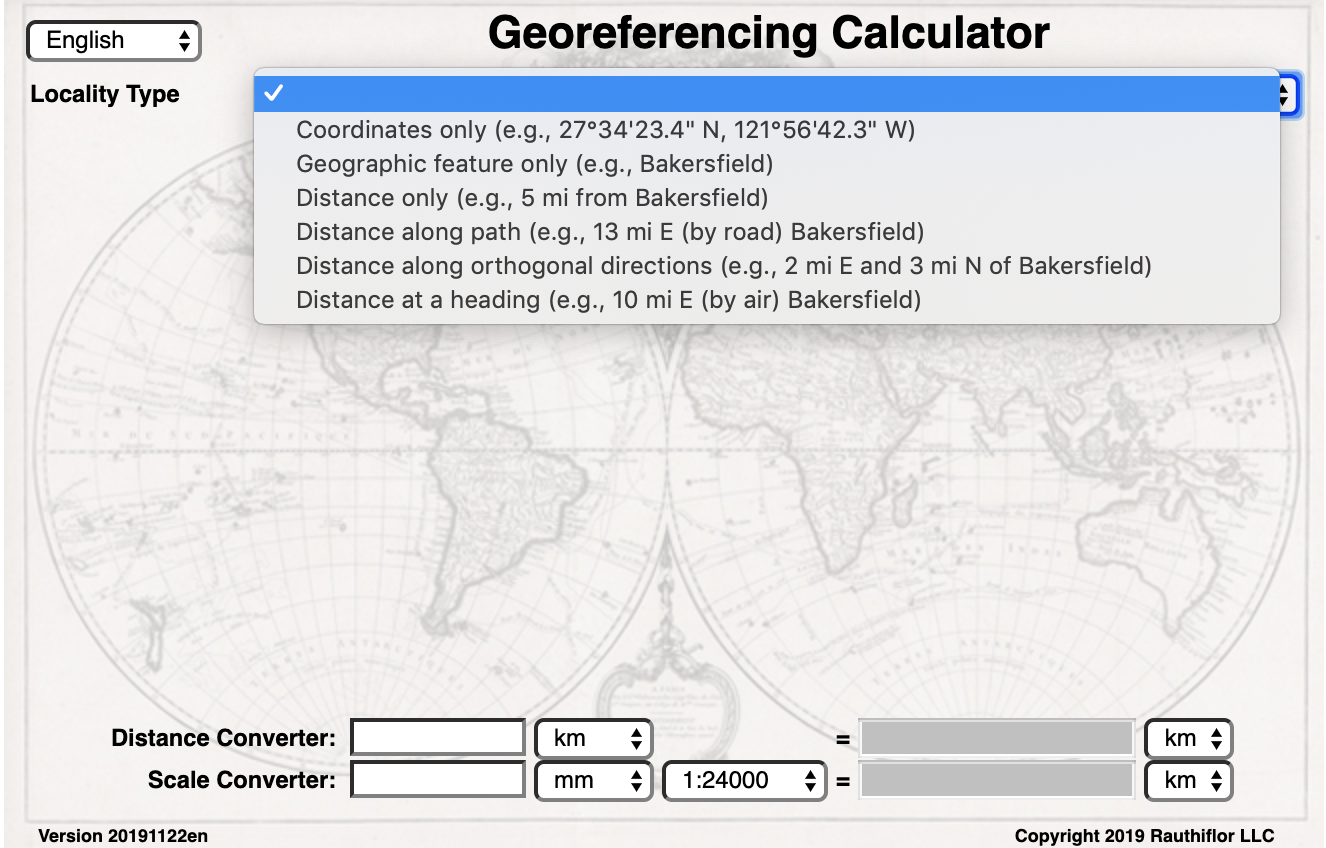 English
Georeferencing Calculator
Locality Type
Coordinates only (e.g., 27°34'23.4" N, 121°56'42.3" W)
Geographic feature only (e.g., Bakersfield)
Distance only (e.g., 5 mi from Bakersfield)
Distance along path (e.g., 13 mi E (by road) Bakersfield)
Distance along orthogonal directions (e.g., 2 mi E and 3 mi N of Bakersfield)
Distance at a heading (e.g., 10 mi E (by air) Bakersfield)
Distance Converter: km = km
Scale Converter: mm 1:24000 = km
Version 20191122en
Copyright 2019 Rauthiflor LLC